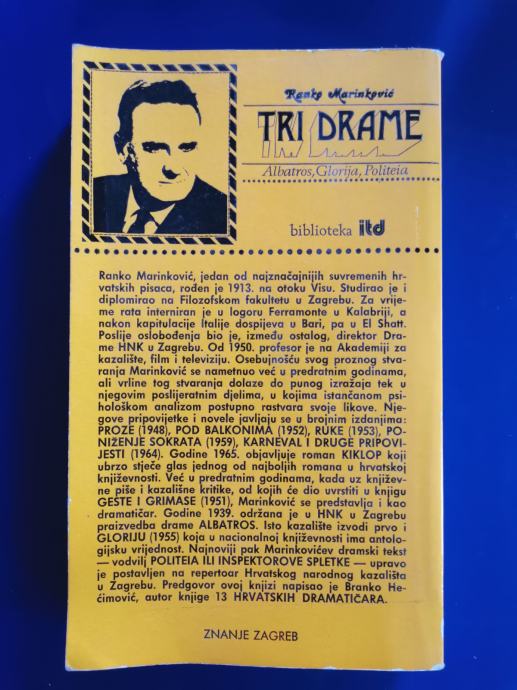 Ranko Marinković
TRI DRAME
Albatros, Glorija, Politeia
biblioteka itd
Ranko Marinković, jedan od najznačajnijih suvremenih hr-
vatskih pisaca, rođen je 1913. na otoku Visu. Studirao je i
diplomirao na Filozofskom fakultetu u Zagrebu. Za vrije-
me rata interniran je u logoru Ferramonte u Kalabriji, a
nakon kapitulacije Italije dospijeva u Bari, pa u El Shatt.
Poslije oslobođenja bio je, između ostalog, direktor Dra-
me HNK u Zagrebu. Od 1950. profesor je na Akademiji za
kazalište, film i televiziju. Osebujnošću svog proznog stva-
ranja Marinković se nametnuo već u predratnim godinama,
ali vrline tog stvaranja dolaze do punog izražaja tek u
njegovim poslijeratnim djelima, u kojima istančanom psi-
hološkom analizom postupno rastvara svoje likove. Nje-
gove pripovijetke i novele javljaju se u brojnim izdanjima:
PROZE (1948), POD BALKONIMA (1952), RUKE (1953), PO-
NIŽENJE SOKRATA (1959), KARNEVAL I DRUGE PRIPOVI-
JESTI (1964). Godine 1965. objavljuje roman KIKLOP koji
ubrzo stječe glas jednog od najboljih romana u hrvatskoj
književnosti. Već u predratnim godinama, kada uz književ-
ne piše i kazališne kritike, od kojih će dio uvrstiti u knjigu
GESTE I GRIMASE (1951), Marinković se predstavlja i kao
dramatičar. Godine 1939. održana je u HNK u Zagrebu
praizvedba drame ALBATROS. Isto kazalište izvodi prvo i
GLORIJU (1955) koja u nacionalnoj književnosti ima antolo-
gijsku vrijednost. Najnoviji pak Marinkovićev dramski tekst
— vodvilj POLITEIA ILI INSPEKTOROVE SPLETKE — upravo
je postavljen na repertoar Hrvatskog narodnog kazališta
u Zagrebu. Predgovor ovoj knjizi napisao je Branko He-
ćimović, autor knjige 13 HRVATSKIH DRAMATIČARA.
ZNANJE ZAGREB